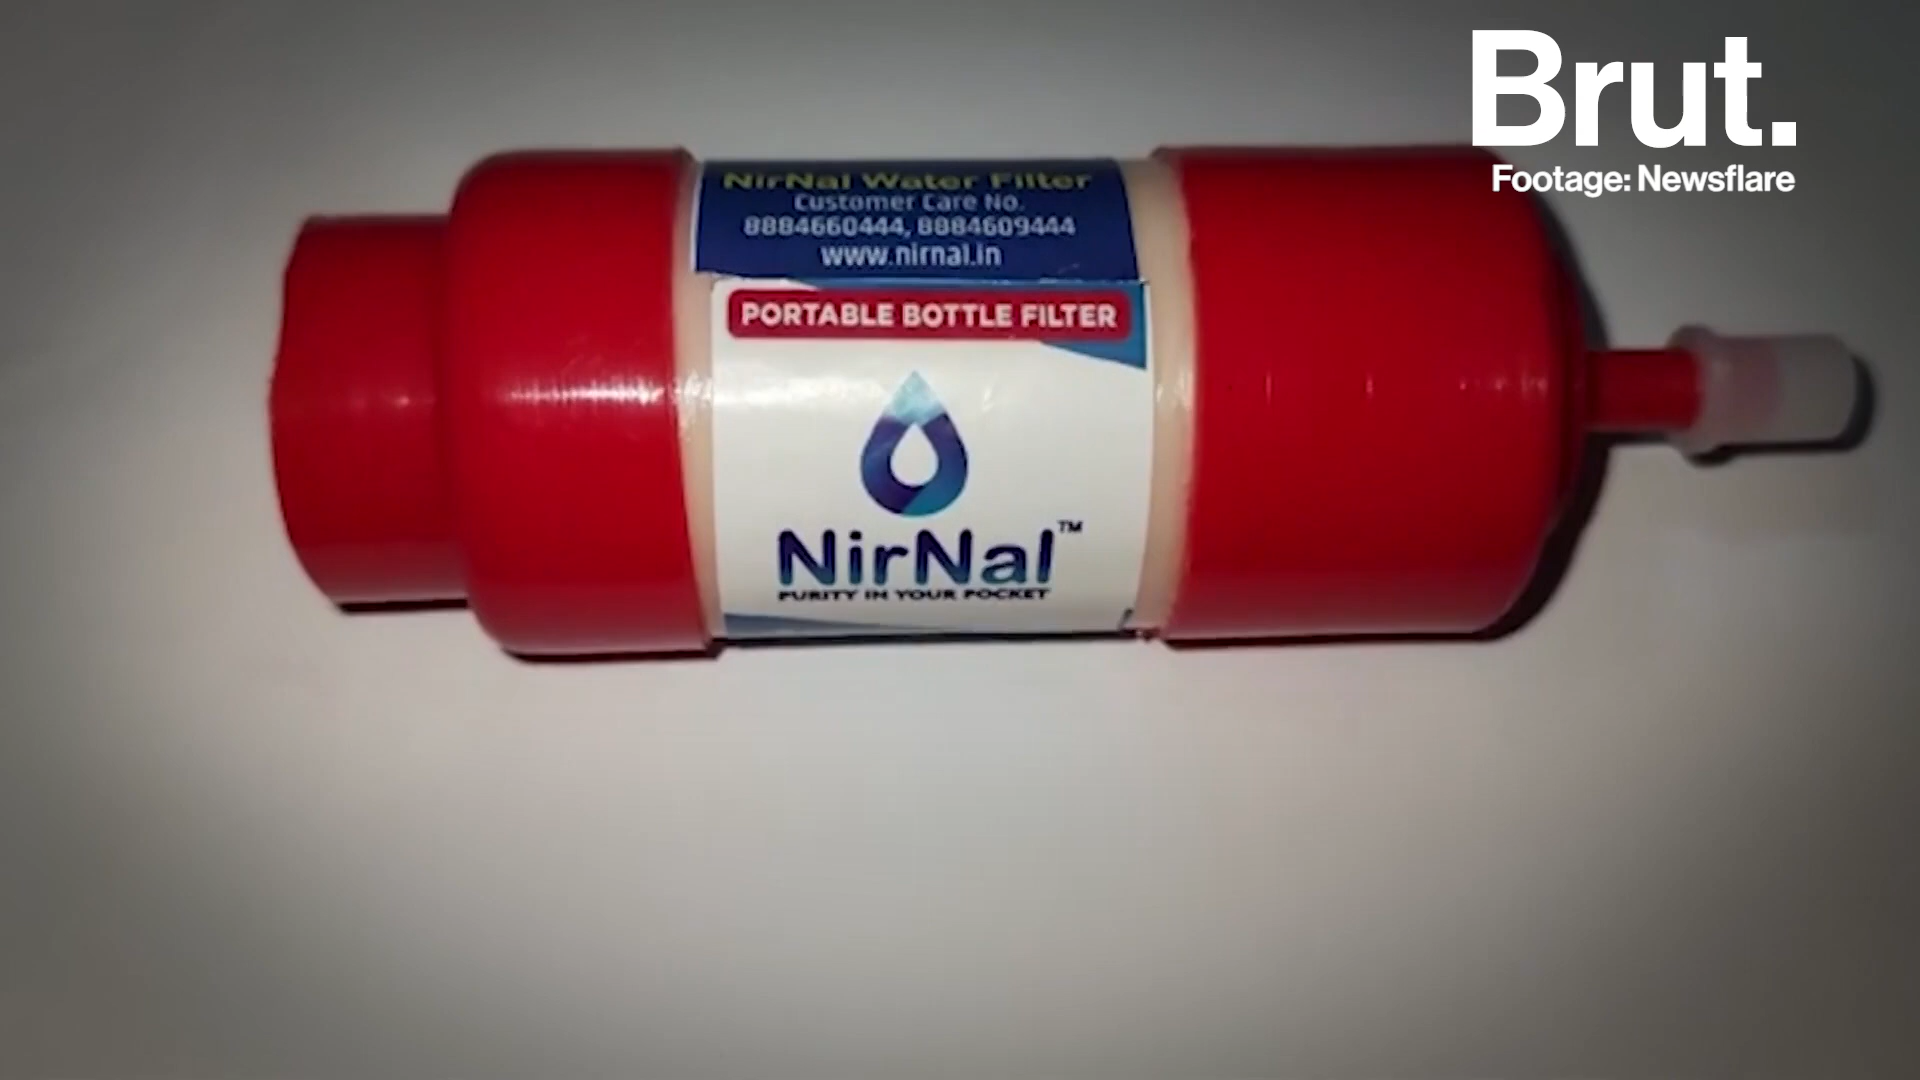 Brut.
Footage: Newsflare
NirNal Water Filter
Customer Care No.
8884660444, 8884609444
www.nirnal.in
PORTABLE BOTTLE FILTER
NirNal™
PURITY IN YOUR POCKET